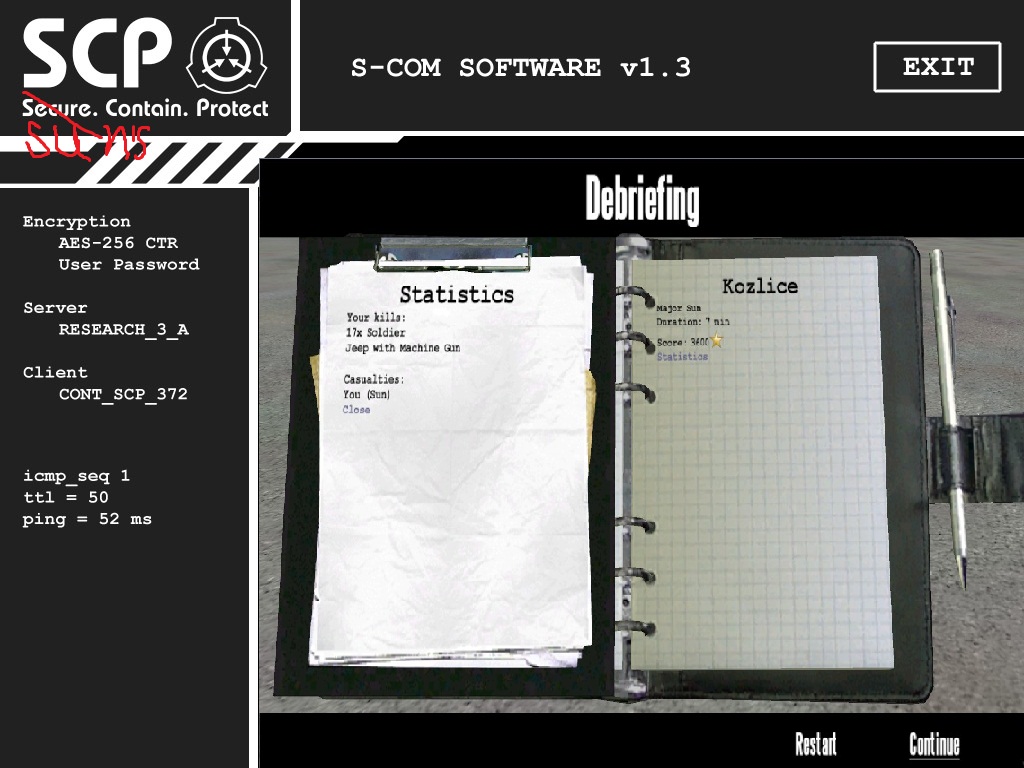 SCP
Secure. Contain. Protect
suns
S-COM SOFTWARE v1.3
EXIT
Encryption
AES-256 CTR
User Password
Server
RESEARCH_3_A
Client
CONT_SCP_372
icmp_seq 1
ttl = 50
ping = 52 ms
Debriefing
Statistics
Your kills:
17x Soldier
Jeep with Machine Gun
Casualties:
You (Sun)
Close
Kozlice
Major Sun
Duration: 7 min
Score: 3600
Statistics
Restart
Continue